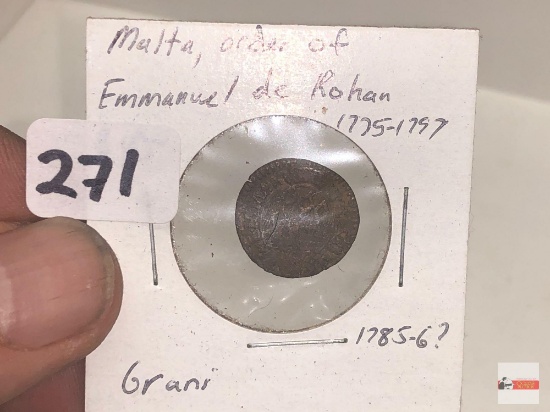 Malta, order of
Emmanuel de Rohan
1775-1797
271
1785-6?
Grani